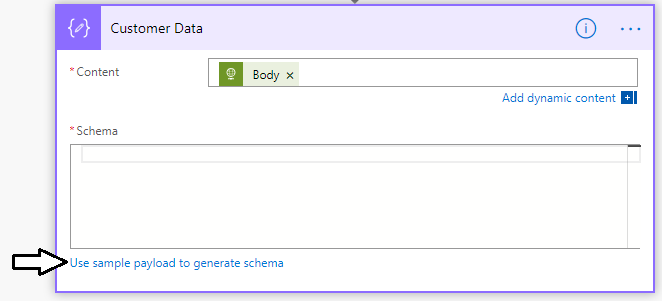 Customer Data
* Content
Body
Add dynamic content
* Schema
Use sample payload to generate schema